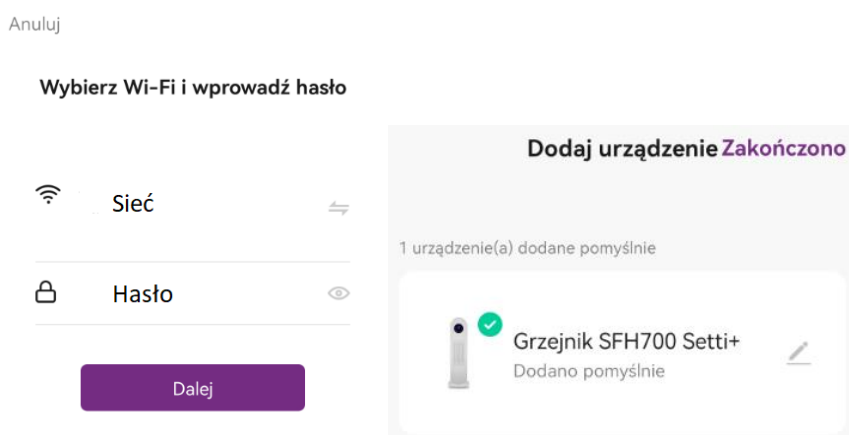 Anuluj
Wybierz Wi-Fi i wprowadź hasło
Sieć
Hasło
Dalej
Dodaj urządzenie Zakończono
1 urządzenie(a) dodane pomyślnie
Grzejnik SFH700 Setti+
Dodano pomyślnie